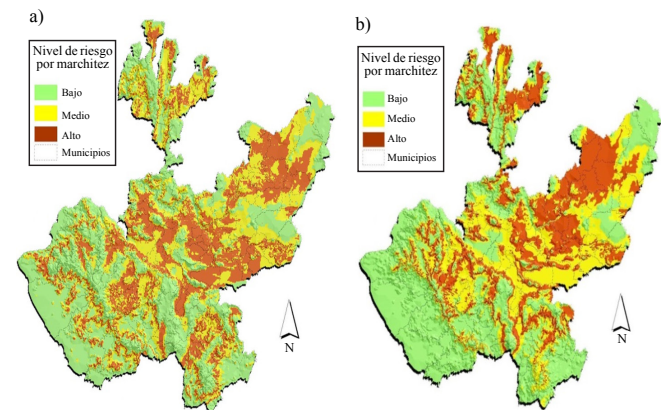 a)
Nivel de riesgo
por marchitez
Bajo
Medio
Alto
Municipios
N
b)
Nivel de riesgo
por marchitez
Bajo
Medio
Alto
Municipios
N